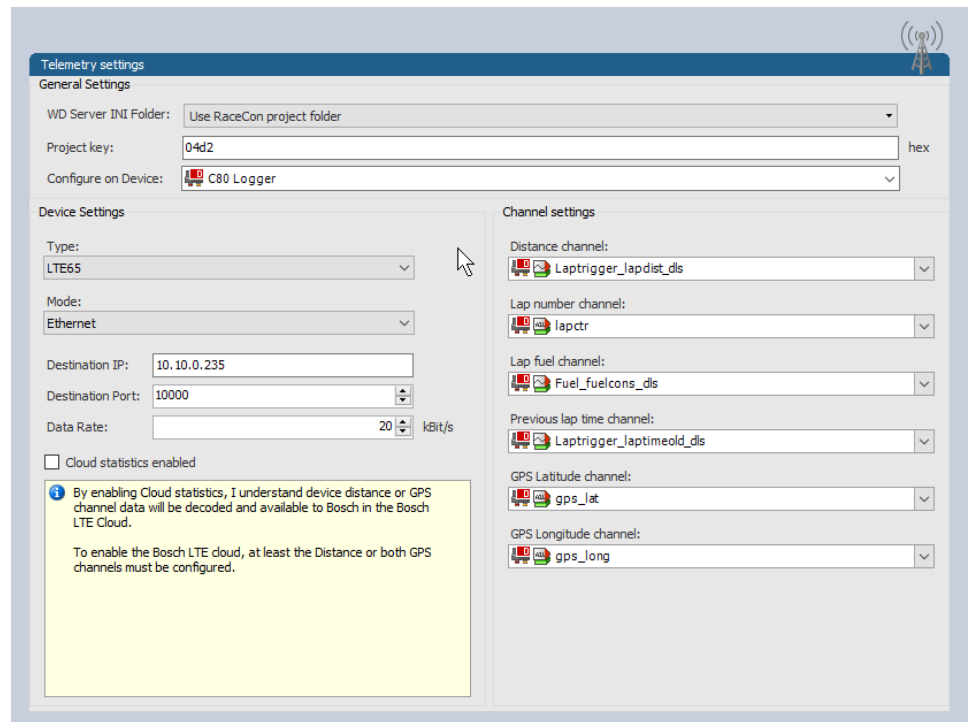 Telemetry settings
General Settings
WD Server INI Folder: Use RaceCon project folder
Project key: 04d2 hex
Configure on Device: C80 Logger
Device Settings
Type:
LTE65
Mode:
Ethernet
Destination IP: 10.10.0.235
Destination Port: 10000
Data Rate: 20 kBit/s
Cloud statistics enabled
By enabling Cloud statistics, I understand device distance or GPS
channel data will be decoded and available to Bosch in the Bosch
LTE Cloud.
To enable the Bosch LTE cloud, at least the Distance or both GPS
channels must be configured.
Channel settings
Distance channel:
Laptrigger_lapdist_dls
Lap number channel:
lapctr
Lap fuel channel:
Fuel_fuelcons_dls
Previous lap time channel:
Laptrigger_laptimeold_dls
GPS Latitude channel:
gps_lat
GPS Longitude channel:
gps_long